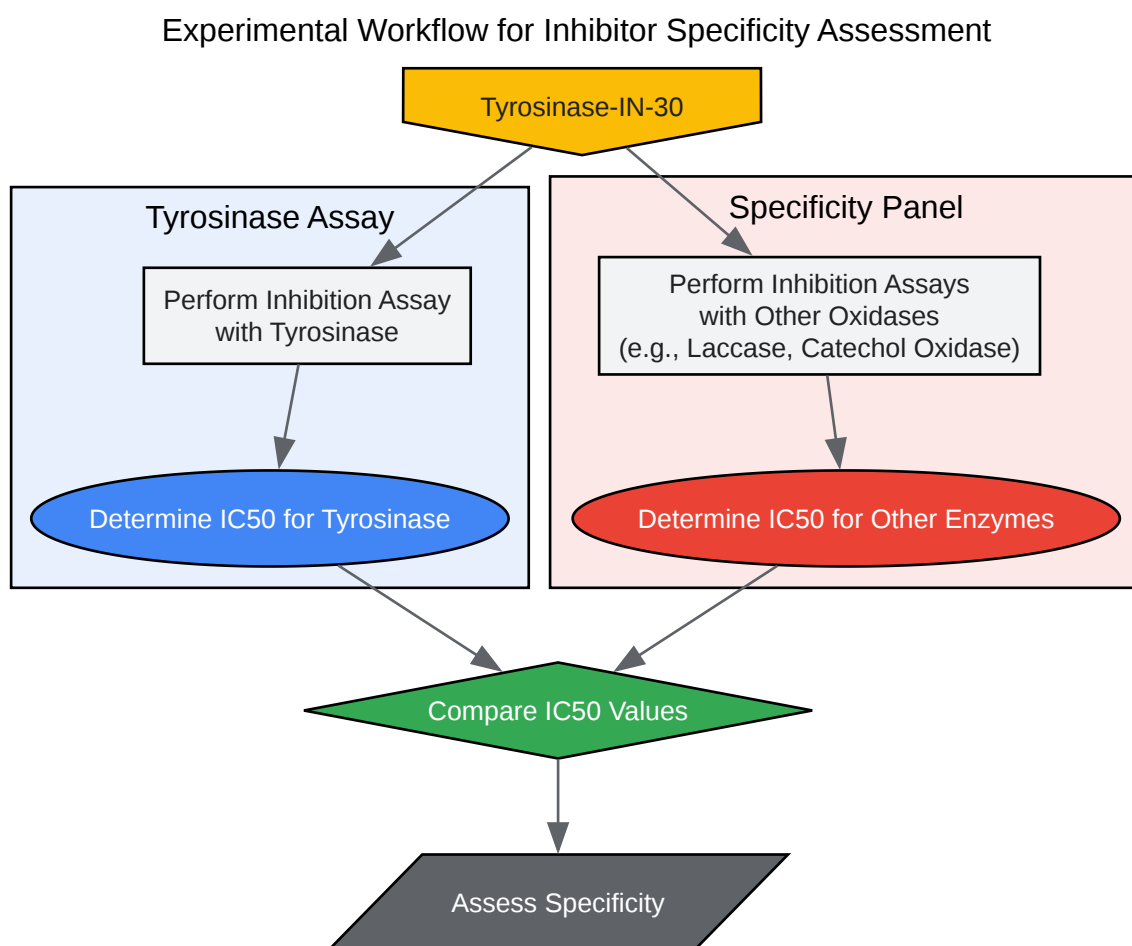 Experimental Workflow for Inhibitor Specificity Assessment
Tyrosinase-IN-30
Tyrosinase Assay
Perform Inhibition Assay
with Tyrosinase
Determine IC50 for Tyrosinase
Specificity Panel
Perform Inhibition Assays
with Other Oxidases
(e.g., Laccase, Catechol Oxidase)
Determine IC50 for Other Enzymes
Compare IC50 Values
Assess Specificity